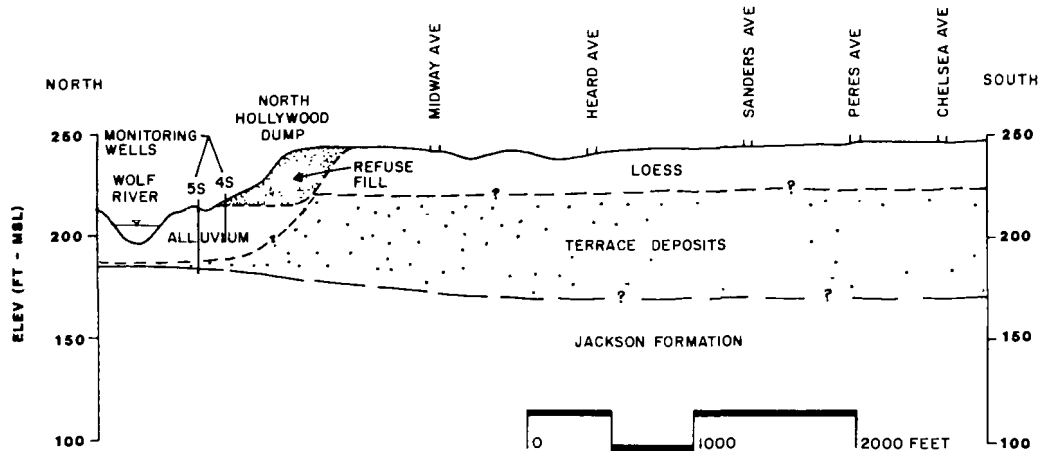 MIDWAY AVE
HEARD AVE
SANDERS AVE
PERES AVE
CHELSEA AVE
NORTH
SOUTH
NORTH
HOLLYWOOD
DUMP
250
MONITORING
WELLS
WOLF
RIVER
5S
4S
REFUSE
FILL
LOESS
250
?
?
200
ALLUVIUM
TERRACE DEPOSITS
200
?
?
ELEV (FT - MSL)
150
JACKSON FORMATION
150
100
0
1000
2000 FEET
100